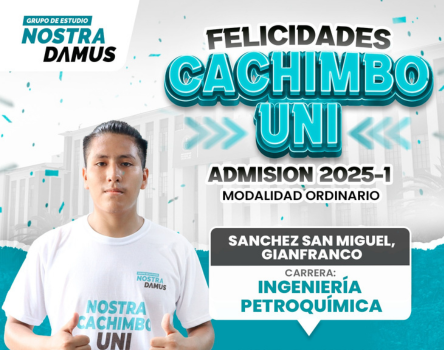 GRUPO DE ESTUDIO
NOSTRA
DAMUS
FELICIDADES
CACHIMBO
UNI
ADMISION 2025-1
MODALIDAD ORDINARIO
SANCHEZ SAN MIGUEL,
GIANFRANCO
CARRERA:
INGENIERÍA
PETROQUÍMICA
NOSTRA
DAMUS
NOSTRA
CACHIMBO
UNI